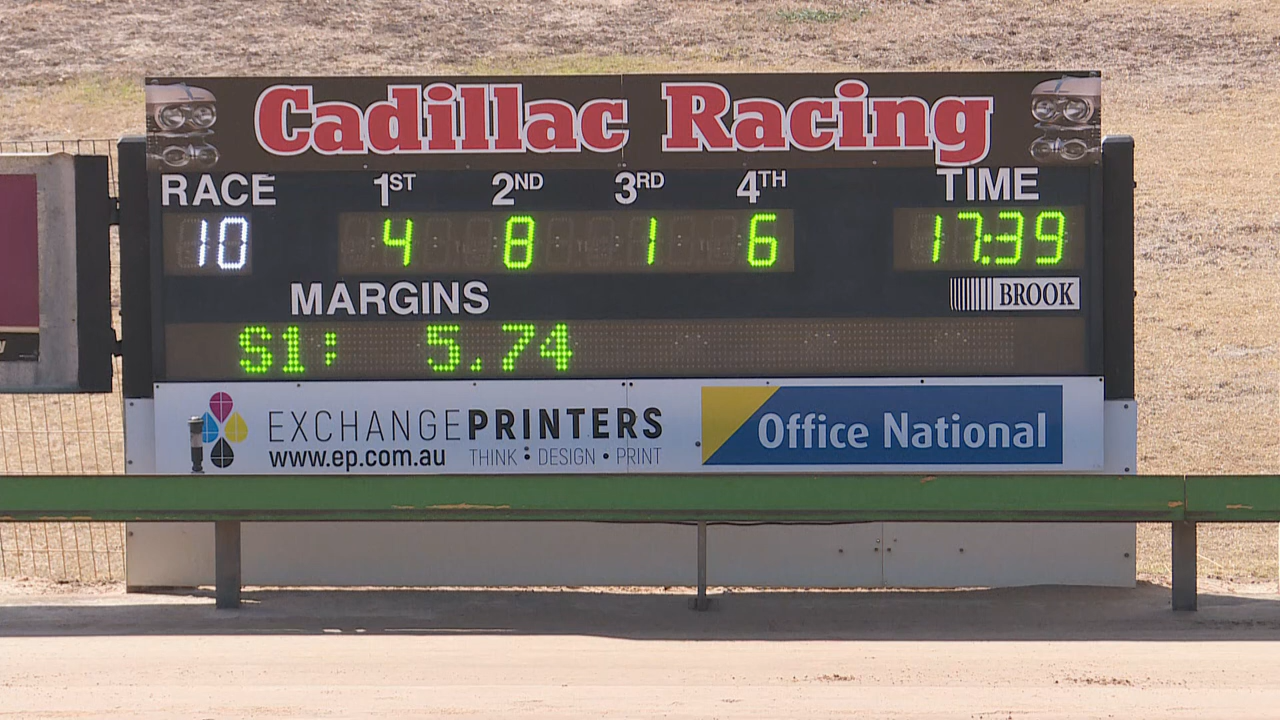 Cadillac Racing
RACE 1ST 2ND 3RD 4TH TIME
10 4 8 1 6 17:39
MARGINS
BROOK
S1: 5.74
EXCHANGEPRINTERS
www.ep.com.au THINK • DESIGN • PRINT
Office National